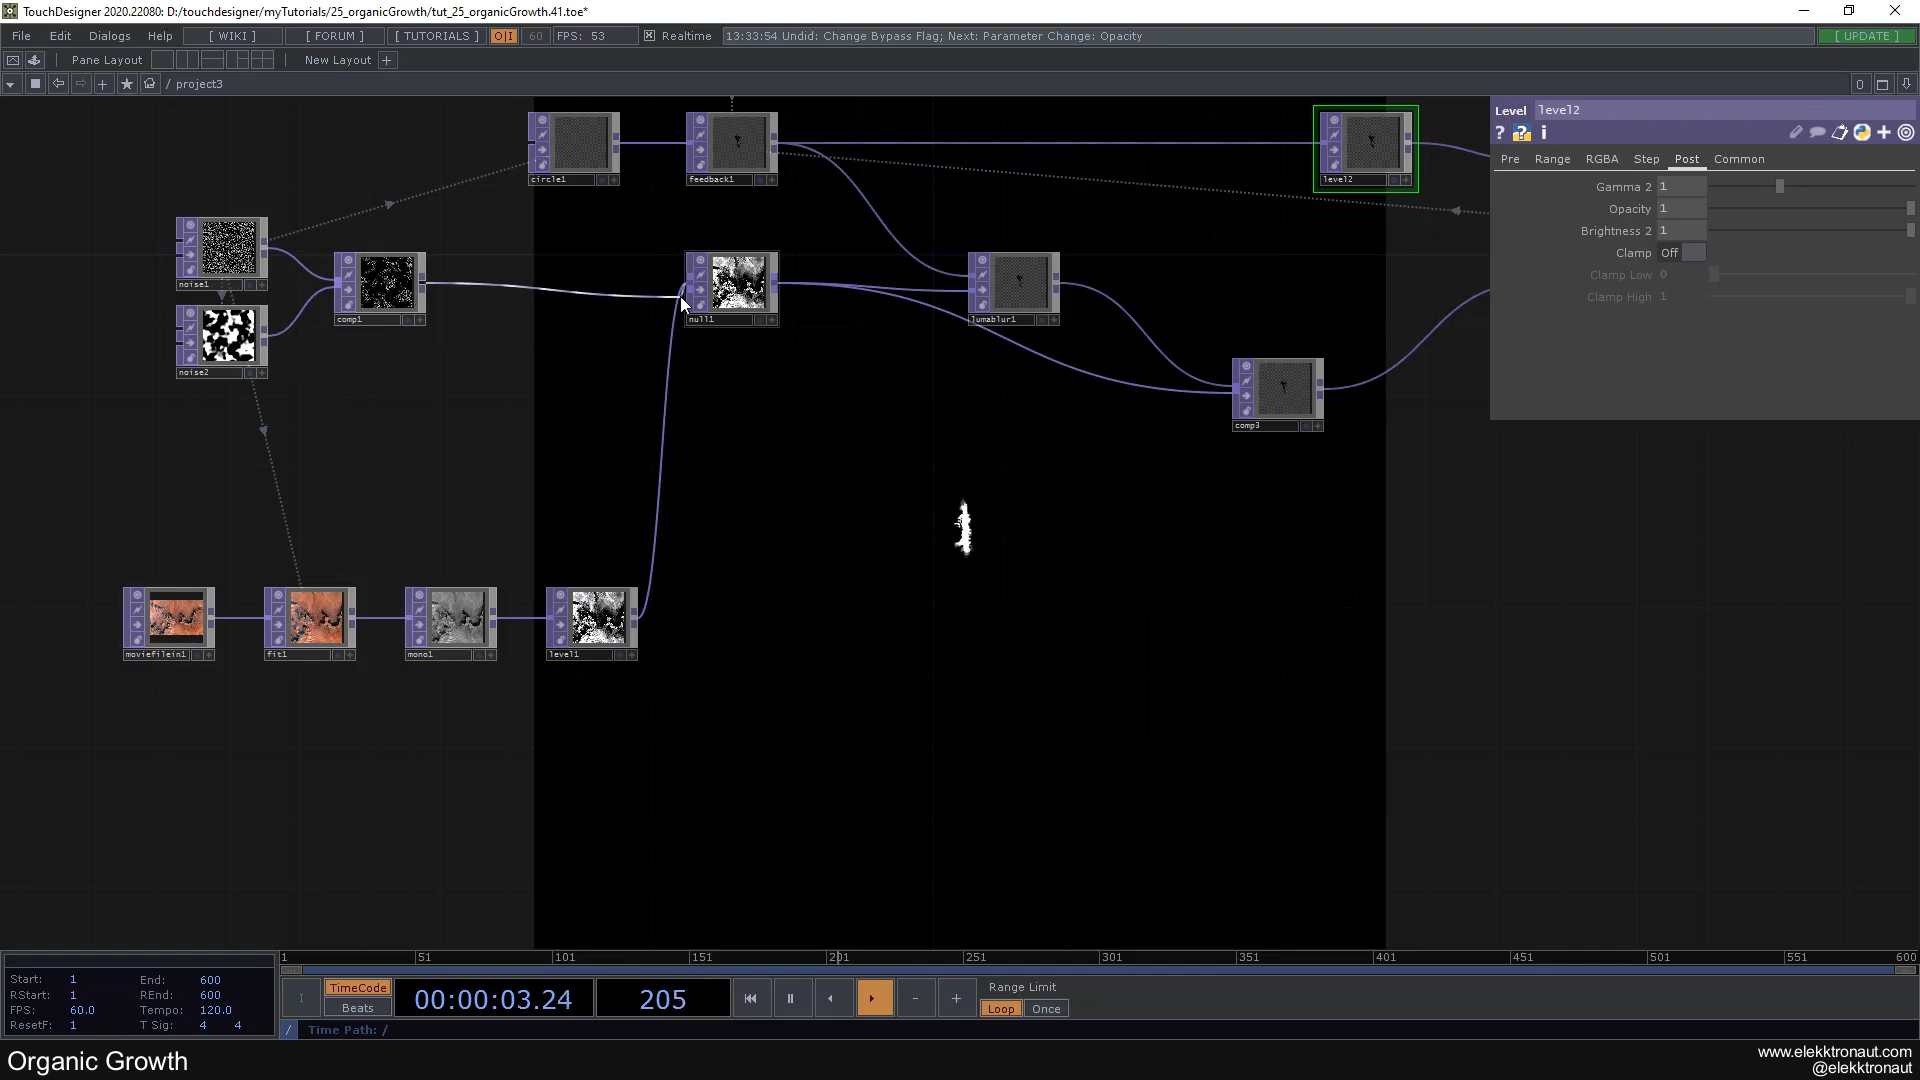 TouchDesigner 2020.22080: D:/touchdesigner/myTutorials/25_organicGrowth/tut_25_organicGrowth.41.toe*
File Edit Dialogs Help [ WIKI ] [ FORUM ] [ TUTORIALS ] O|I 60 FPS: 53 Realtime 13:33:54 Undid: Change Bypass Flag; Next: Parameter Change: Opacity [ UPDATE ]
Pane Layout New Layout +
/ project3
Level level2
Pre Range RGBA Step Post Common
Gamma 2 1
Opacity 1
Brightness 2 1
Clamp Off
Clamp Low 0
Clamp High 1
circle1
feedback1
level2
noise1
comp1
null1
lumablur1
noise2
comp3
moviefilein1
fit1
mono1
level1
1 51 101 151 201 251 301 351 401 451 501 551 600
Start: 1 End: 600
RStart: 1 REnd: 600
FPS: 60.0 Tempo: 120.0
ResetF: 1 T Sig: 4 4
TimeCode
Beats
00:00:03.24
205
Range Limit
Loop Once
/ Time Path: /
Organic Growth
www.elekktronaut.com
@elekktronaut